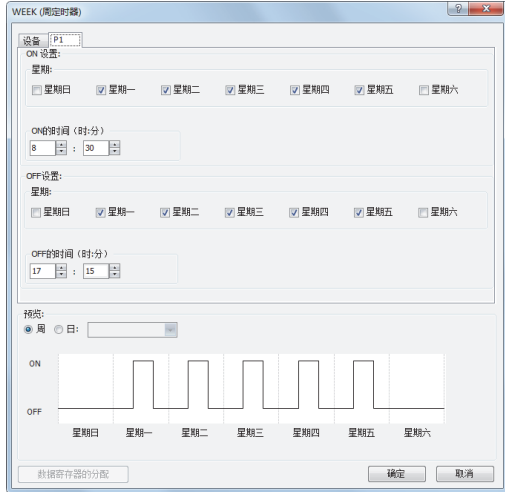 WEEK (周定时器)
设备 P1
ON 设置:
星期:
星期日 星期一 星期二 星期三 星期四 星期五 星期六
ON的时间（时:分）
8 : 30
OFF设置:
星期:
星期日 星期一 星期二 星期三 星期四 星期五 星期六
OFF的时间（时:分）
17 : 15
预览:
周 日:
ON
OFF
星期日 星期一 星期二 星期三 星期四 星期五 星期六
数据寄存器的分配 确定 取消